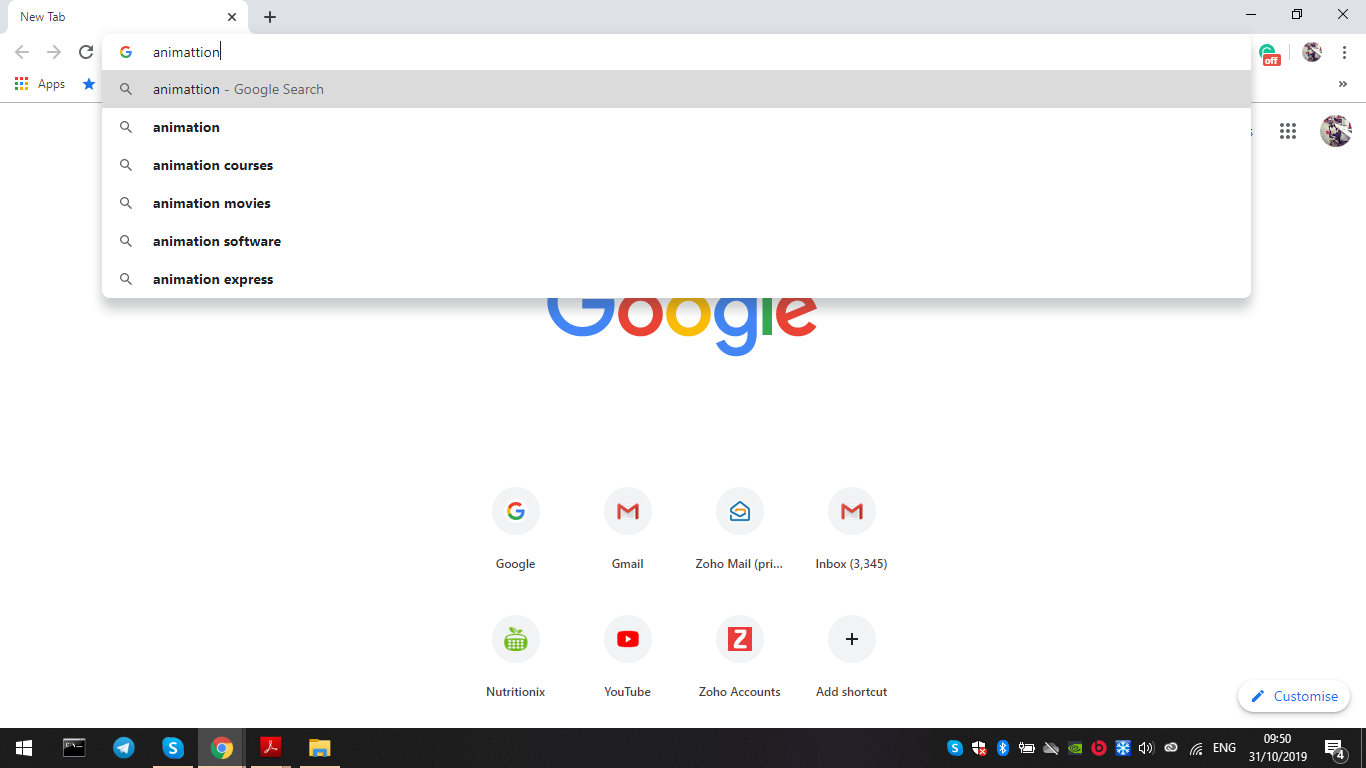 New Tab
animattion
off
Apps
animattion - Google Search
animation
animation courses
animation movies
animation software
animation express
Google
Google
Gmail
Zoho Mail (pri...
Inbox (3,345)
Nutritionix
YouTube
Zoho Accounts
Add shortcut
Customise
ENG
09:50
31/10/2019
4